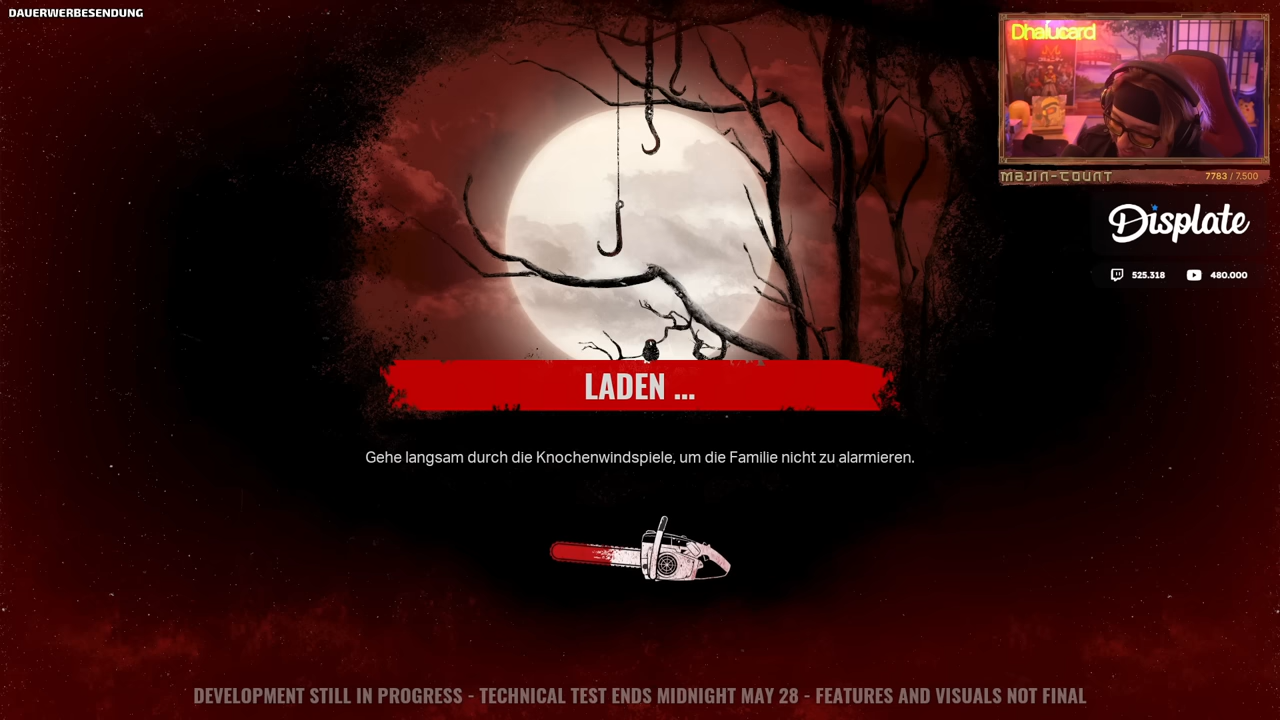 DAUERWERBESENDUNG
Dhalucard
MAJIN-COUNT
7783 / 7.500
Displate
525.318
480.000
LADEN ...
Gehe langsam durch die Knochenwindspiele, um die Familie nicht zu alarmieren.
DEVELOPMENT STILL IN PROGRESS - TECHNICAL TEST ENDS MIDNIGHT MAY 28 - FEATURES AND VISUALS NOT FINAL